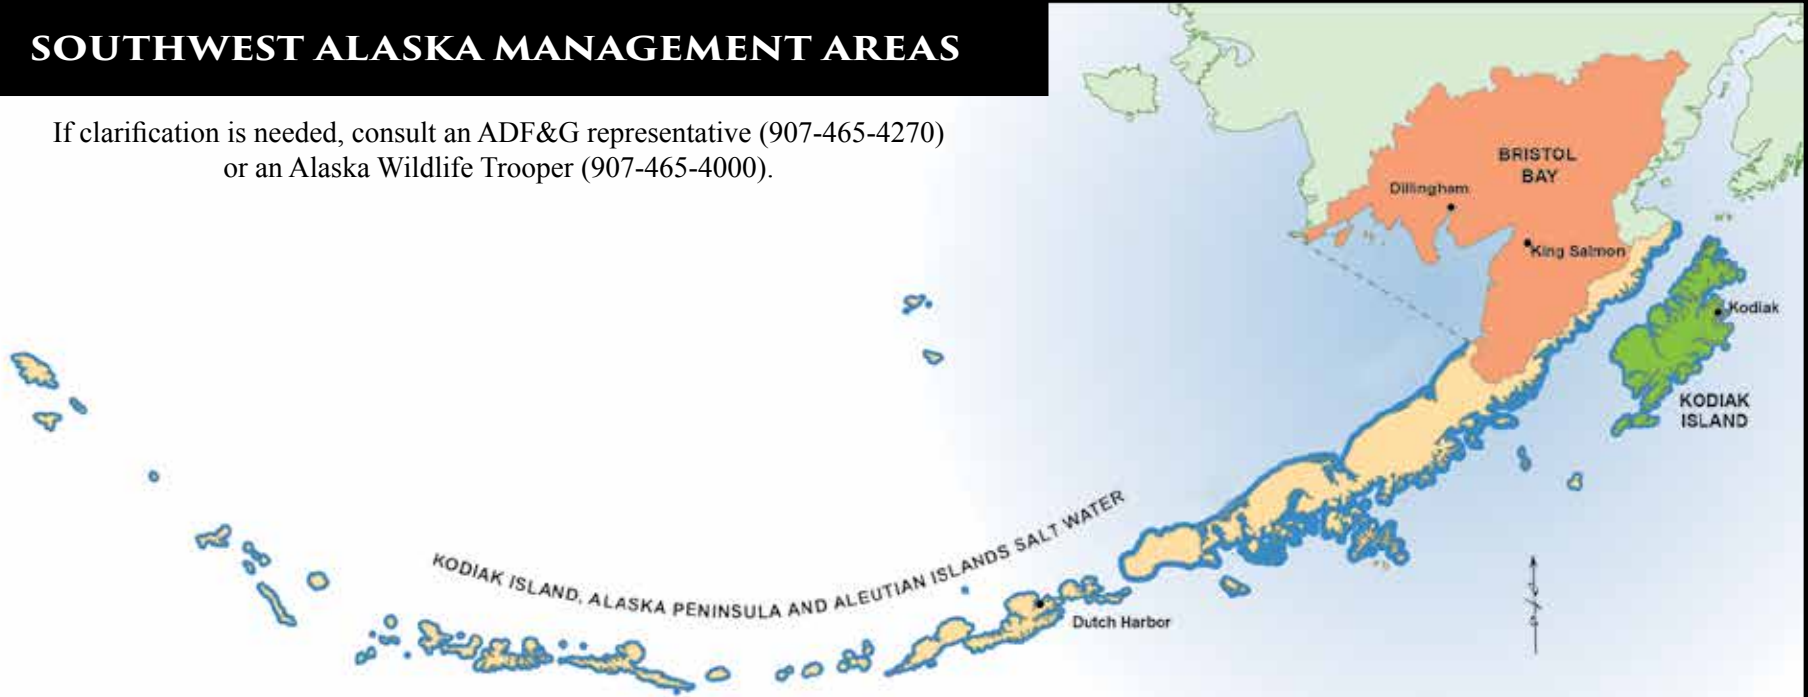 SOUTHWEST ALASKA MANAGEMENT AREAS
If clarification is needed, consult an ADF&G representative (907-465-4270)
or an Alaska Wildlife Trooper (907-465-4000).
BRISTOL
BAY
Dillingham
King Salmon
Kodiak
KODIAK
ISLAND
KODIAK ISLAND, ALASKA PENINSULA AND ALEUTIAN ISLANDS SALT WATER
Dutch Harbor